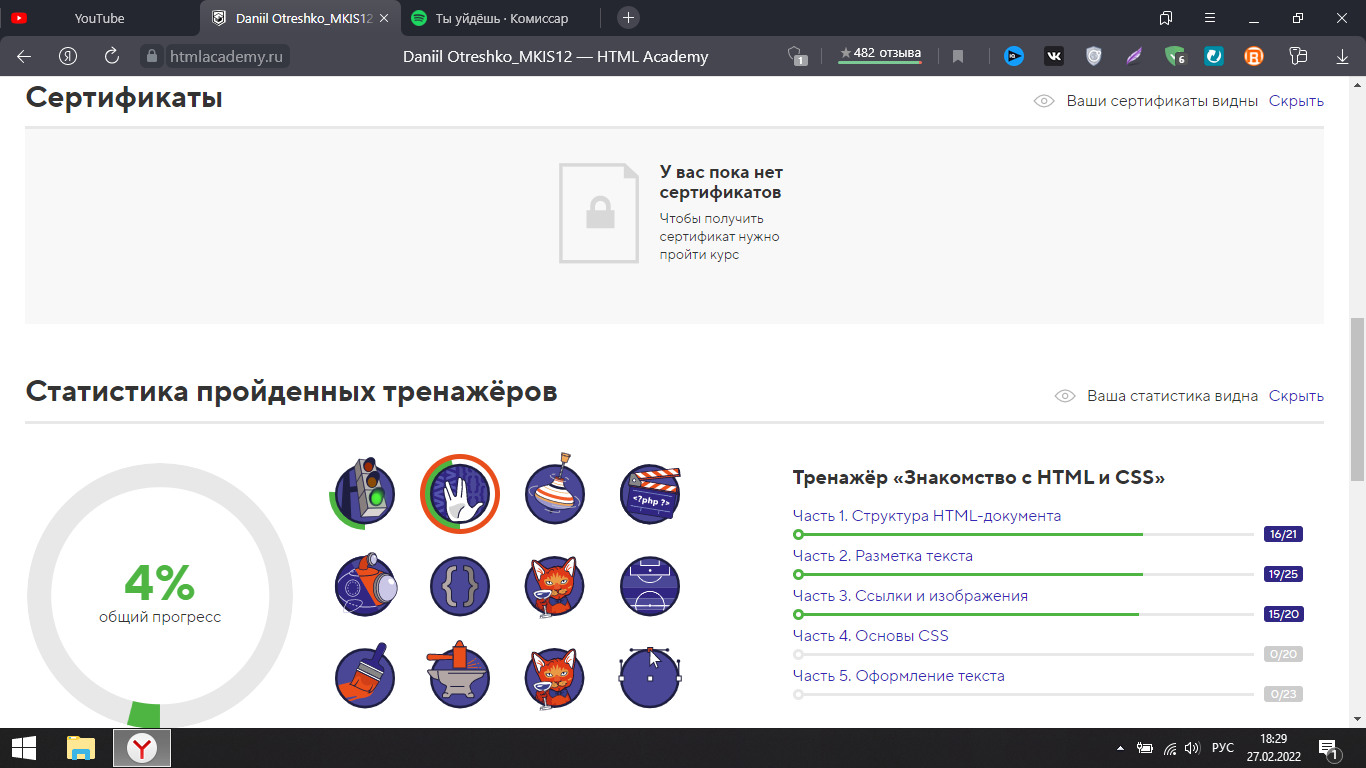 YouTube
Daniil Otreshko_MKIS12
Ты уйдёшь · Комиссар
htmlacademy.ru
Daniil Otreshko_MKIS12 — HTML Academy
1
★482 отзыва
6
Сертификаты
Ваши сертификаты видны Скрыть
У вас пока нет
сертификатов
Чтобы получить
сертификат нужно
пройти курс
Статистика пройденных тренажёров
Ваша статистика видна Скрыть
4%
общий прогресс
<?php ?>
{}
Тренажёр «Знакомство с HTML и CSS»
Часть 1. Структура HTML-документа
16/21
Часть 2. Разметка текста
19/25
Часть 3. Ссылки и изображения
15/20
Часть 4. Основы CSS
0/20
Часть 5. Оформление текста
0/23
РУС
18:29
27.02.2022
1